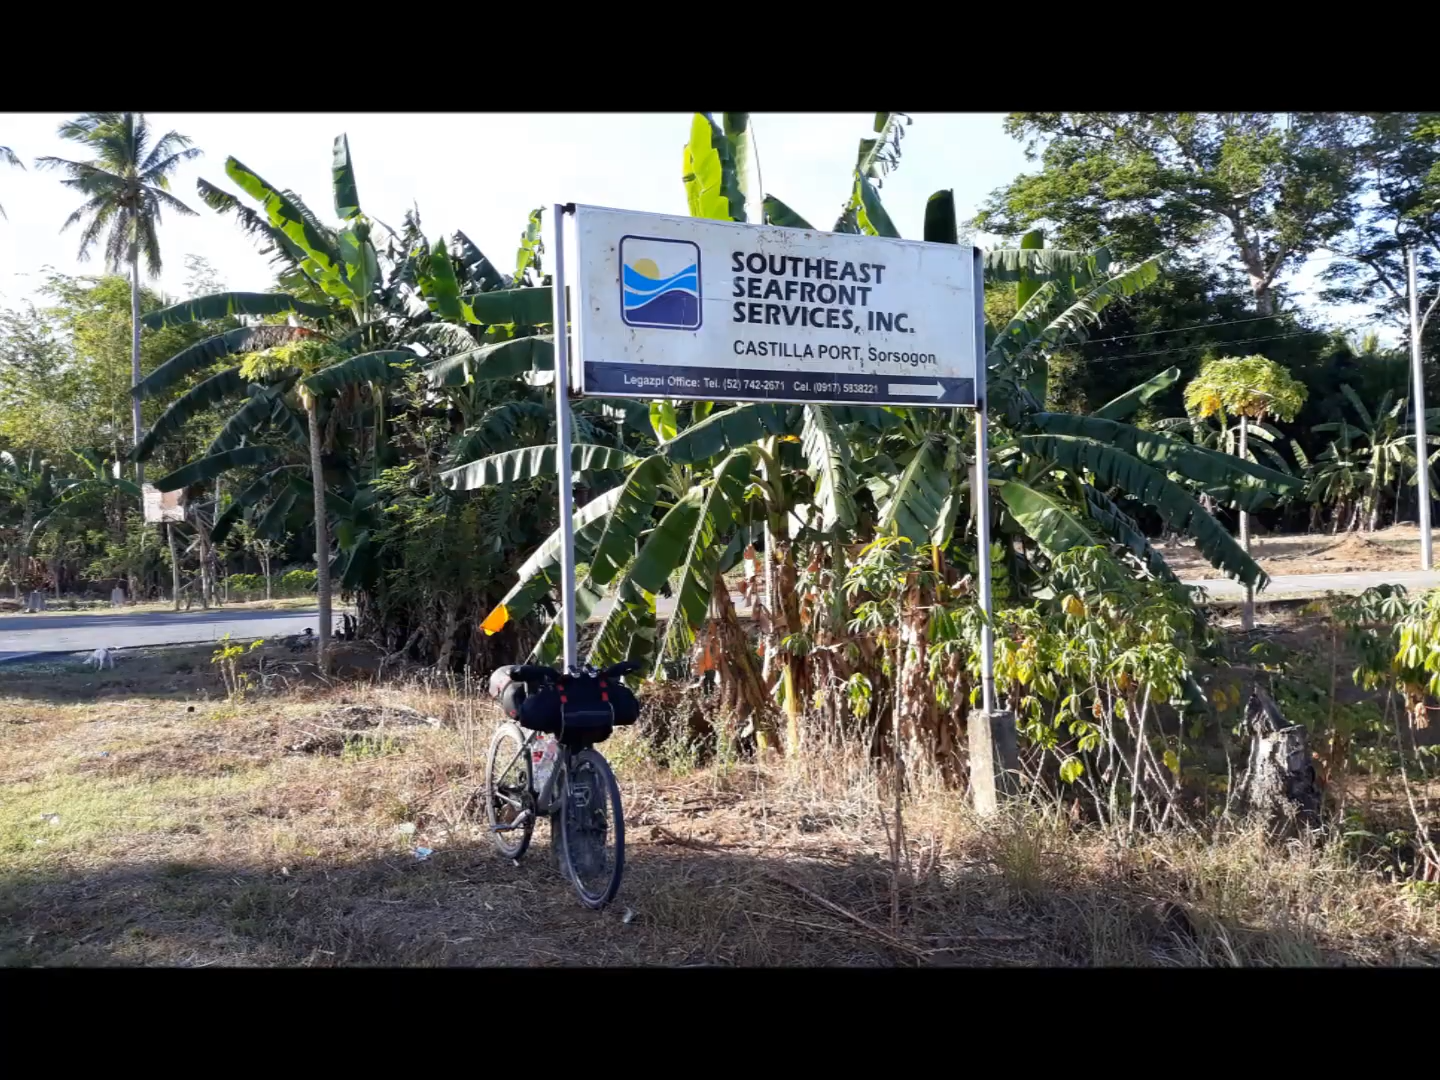 SOUTHEAST
SEAFRONT
SERVICES, INC.
CASTILLA PORT, Sorsogon
Legazpi Office: Tel. (52) 742-2671 Cel. (0917) 5838221